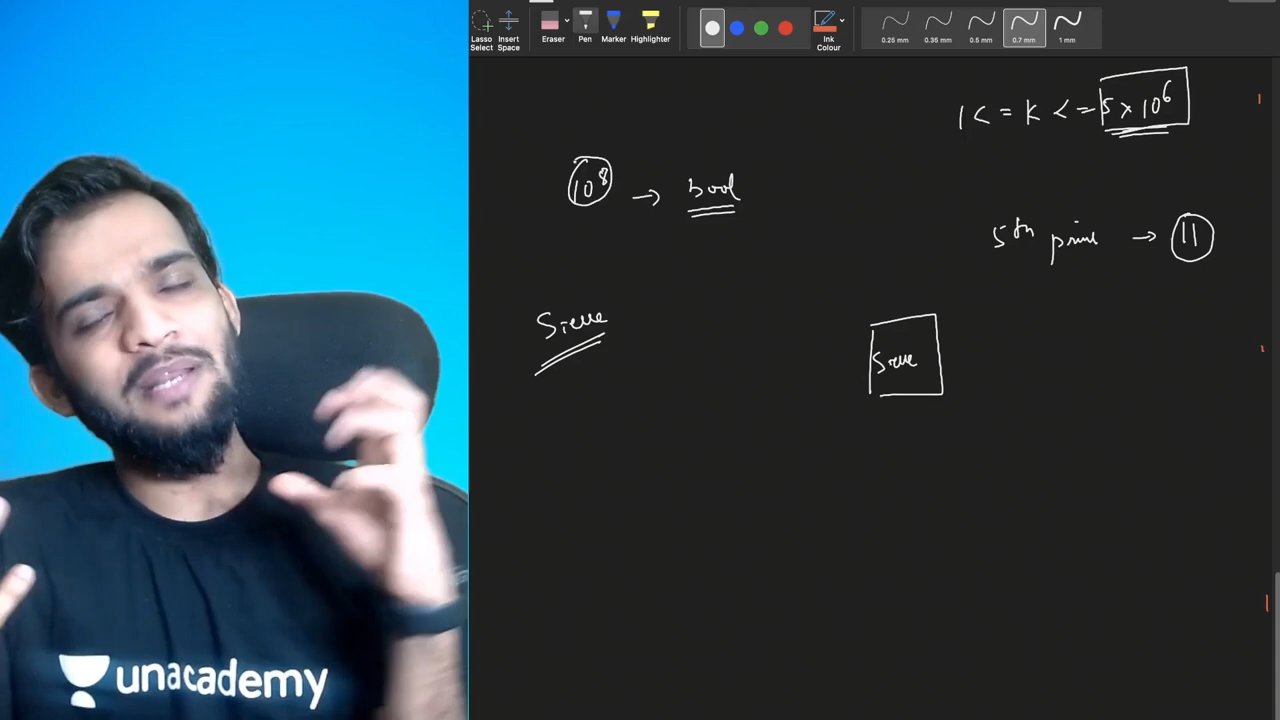 Lasso Select
Insert Space
Eraser
Pen
Marker
Highlighter
Ink Colour
0.25 mm
0.35 mm
0.5 mm
0.7 mm
1 mm
1 <= K <= 5 x 10^6
10^8 → bool
5th prime → 11
Sieve
Sieve
unacademy